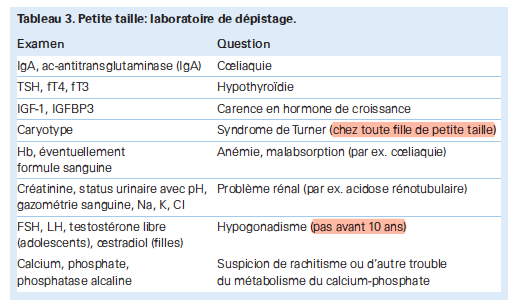 Tableau 3. Petite taille: laboratoire de dépistage.
Examen Question
IgA, ac-antitransglutaminase (IgA) Cœliaquie
TSH, fT4, fT3 Hypothyroïdie
IGF-1, IGFBP3 Carence en hormone de croissance
Caryotype Syndrome de Turner (chez toute fille de petite taille)
Hb, éventuellement Anémie, malabsorption (par ex. cœliaquie)
formule sanguine
Créatinine, status urinaire avec pH, Problème rénal (par ex. acidose rénotubulaire)
gazométrie sanguine, Na, K, Cl
FSH, LH, testostérone libre Hypogonadisme (pas avant 10 ans)
(adolescents), œstradiol (filles)
Calcium, phosphate, Suspicion de rachitisme ou d'autre trouble
phosphatase alcaline du métabolisme du calcium-phosphate